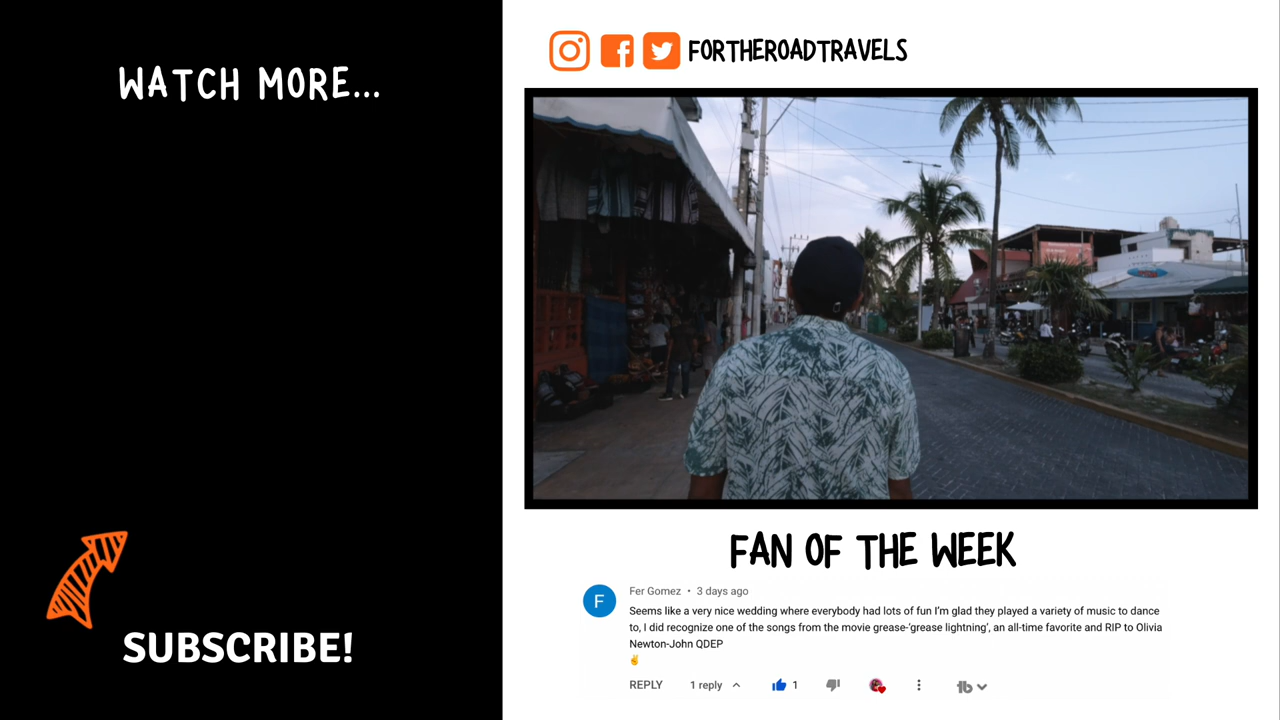 WATCH MORE...
SUBSCRIBE!
FORTHEROADTRAVELS
FAN OF THE WEEK
F
Fer Gomez • 3 days ago
Seems like a very nice wedding where everybody had lots of fun I'm glad they played a variety of music to dance
to, I did recognize one of the songs from the movie grease-'grease lightning', an all-time favorite and RIP to Olivia
Newton-John QDEP
✌
REPLY 1 reply 1